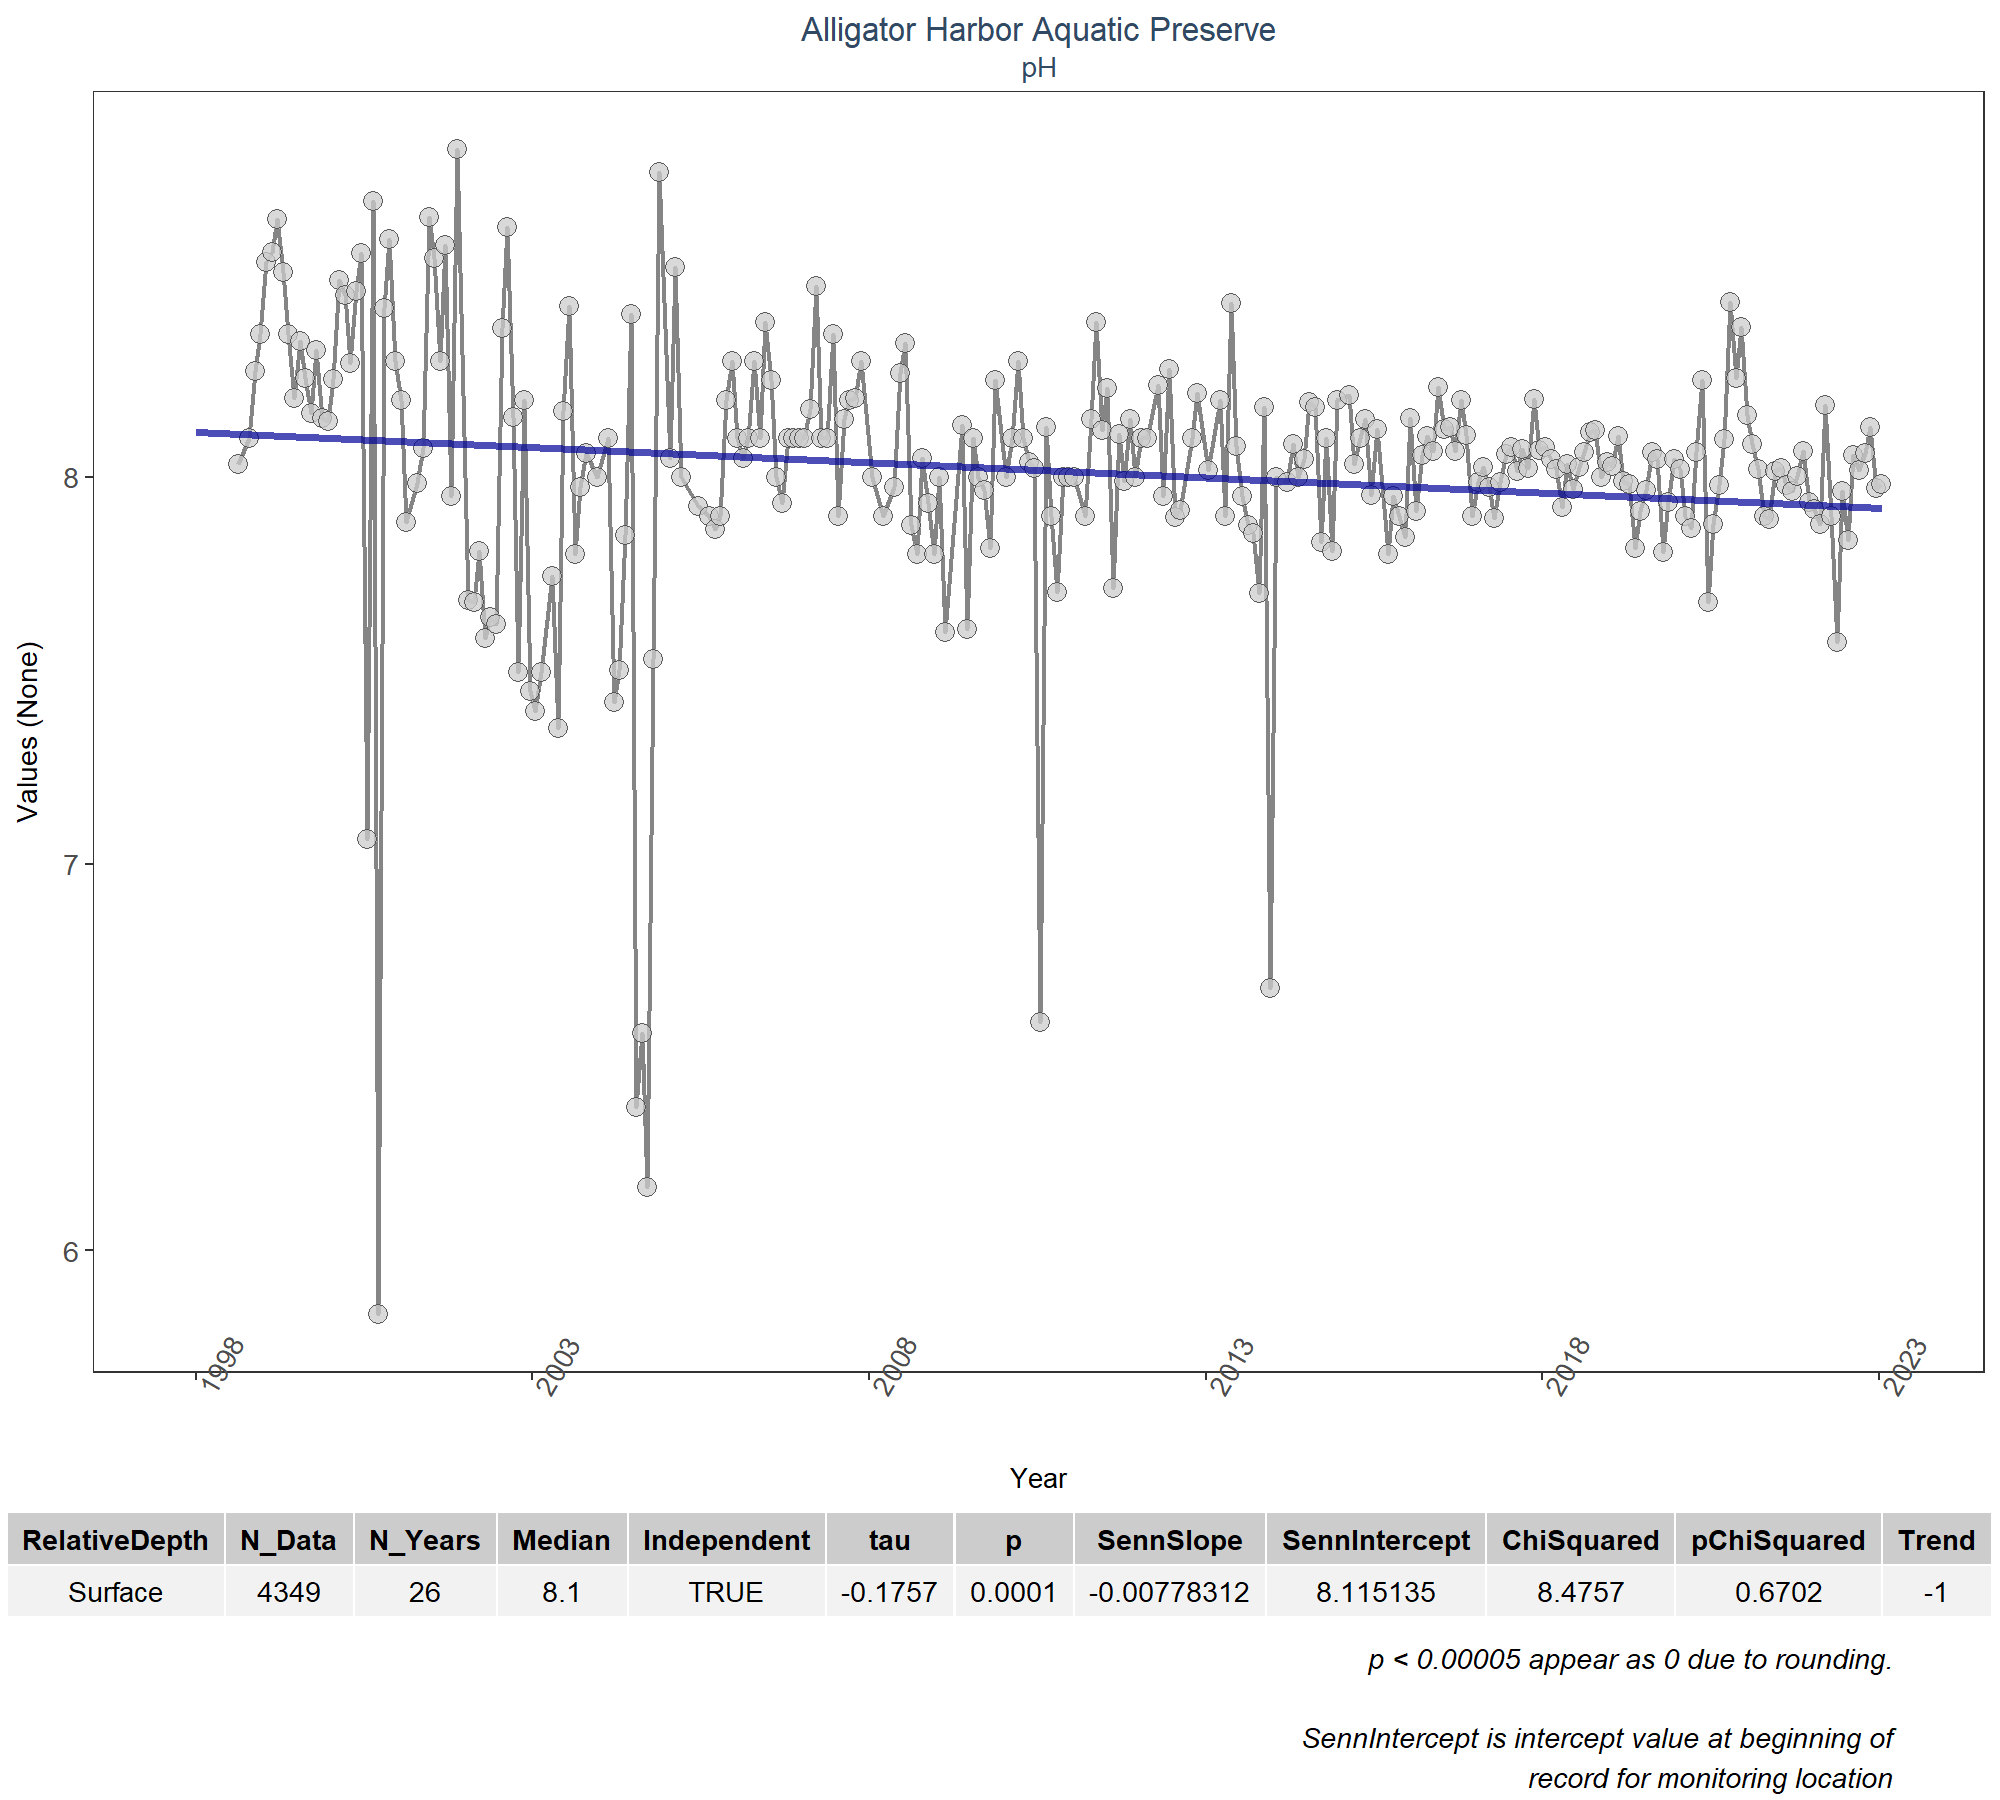 Alligator Harbor Aquatic Preserve
pH
Values (None)
8
7
6
1998
2003
2008
2013
2018
2023
Year
RelativeDepth N_Data N_Years Median Independent tau p SennSlope SennIntercept ChiSquared pChiSquared Trend
Surface 4349 26 8.1 TRUE -0.1757 0.0001 -0.00778312 8.115135 8.4757 0.6702 -1
p < 0.00005 appear as 0 due to rounding.
SennIntercept is intercept value at beginning of
record for monitoring location